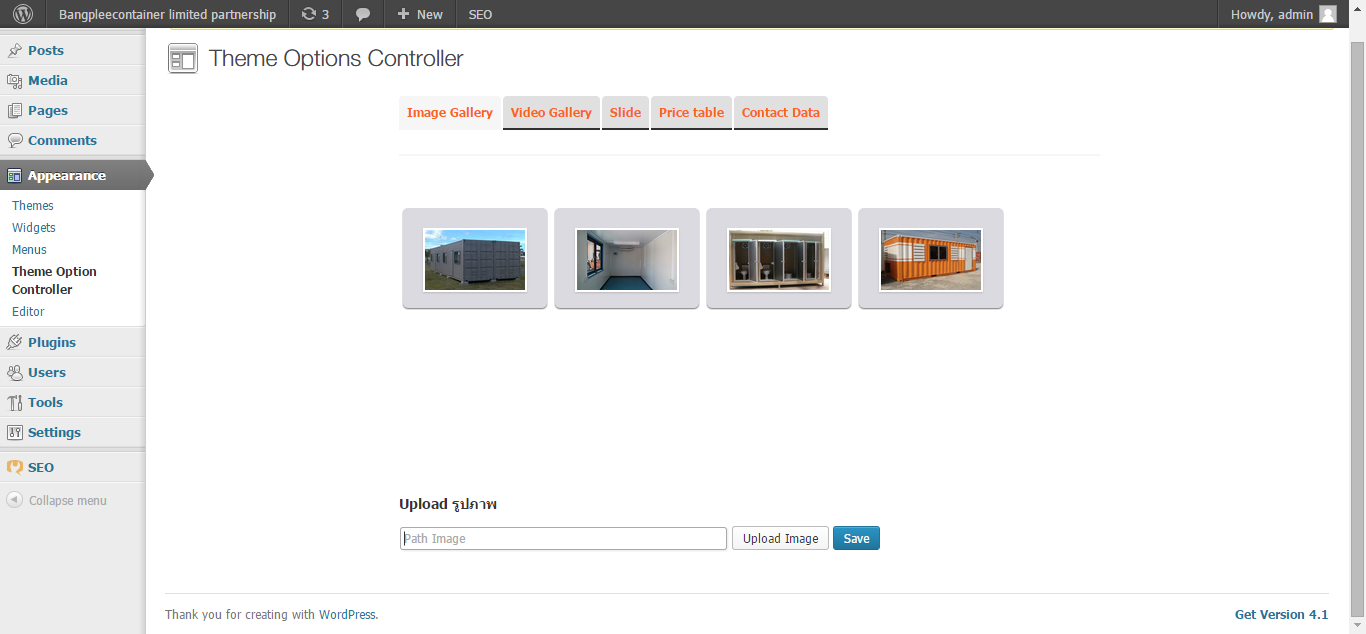 Bangpleecontainer limited partnership 3 + New SEO Howdy, admin
Posts
Media
Pages
Comments
Appearance
Themes
Widgets
Menus
Theme Option
Controller
Editor
Plugins
Users
Tools
Settings
SEO
Collapse menu
Theme Options Controller
Image Gallery Video Gallery Slide Price table Contact Data
Upload รูปภาพ
Path Image Upload Image Save
Thank you for creating with WordPress. Get Version 4.1